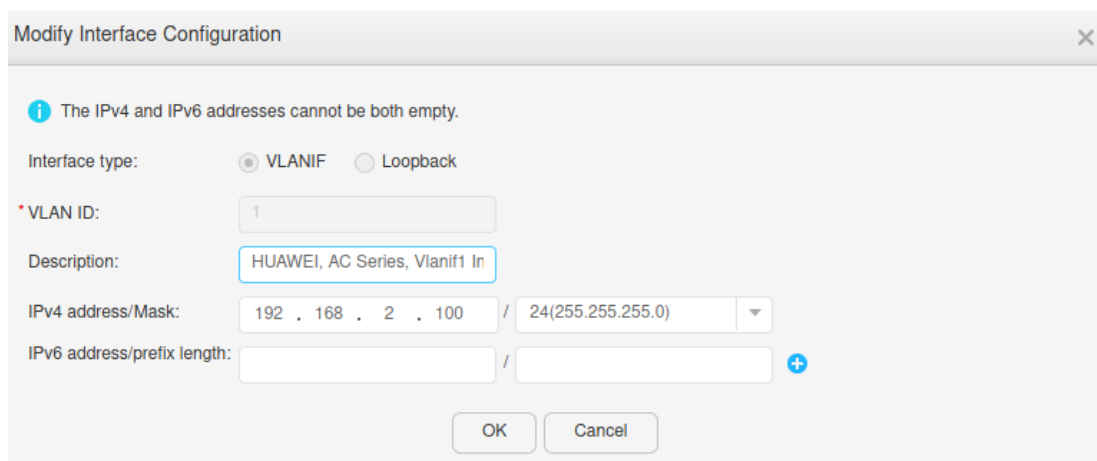 Modify Interface Configuration
The IPv4 and IPv6 addresses cannot be both empty.
Interface type: VLANIF Loopback
* VLAN ID: 1
Description: HUAWEI, AC Series, Vlanif1 In
IPv4 address/Mask: 192 . 168 . 2 . 100 / 24(255.255.255.0)
IPv6 address/prefix length: /
OK Cancel